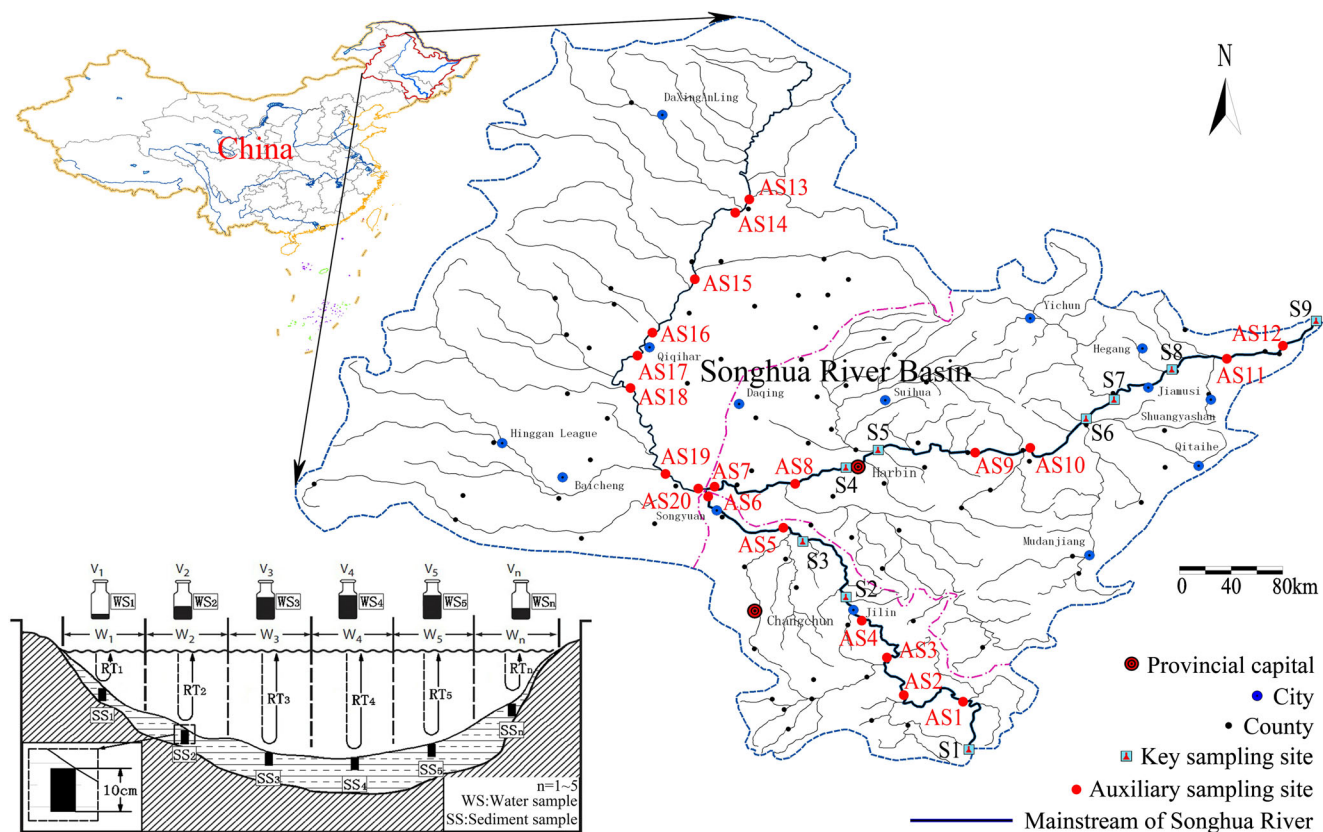 China
N
DaXingAnLing
AS13
AS14
AS15
AS16
Qiqihar
AS17
AS18
Hinggan League
Baicheng
AS19
AS20
AS7
AS6
Songyuan
Songhua River Basin
Daqing
Suihua
Yichun
Hegang
S9
AS12
S8
AS11
S7
Jiamusi
Shuangyashan
S6
Qitaihe
S5
AS8
S4
Harbin
AS9
AS10
Mudanjiang
AS5
S3
S2
Jilin
Changchun
AS4
AS3
AS2
AS1
S1
0 40 80km
Provincial capital
City
County
Key sampling site
Auxiliary sampling site
Mainstream of Songhua River
V1 V2 V3 V4 V5 Vn
WS1 WS2 WS3 WS4 WS5 WSn
W1 W2 W3 W4 W5 Wn
RT1 RT2 RT3 RT4 RT5 RTn
SS1 SS2 SS3 SS4 SS5 SSn
10cm
n=1~5
WS:Water sample
SS:Sediment sample